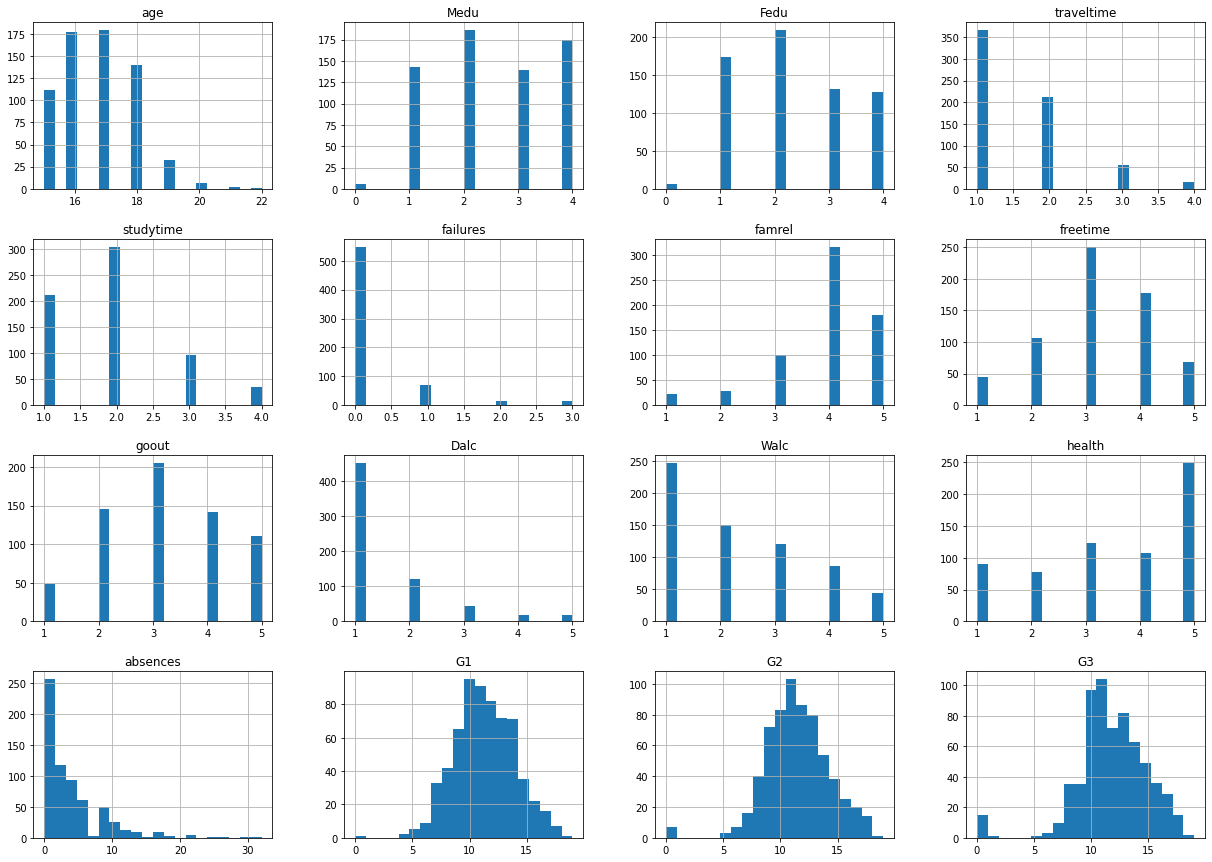 age Medu Fedu traveltime
175 150 125 100 75 50 25 0
16 18 20 22
175 150 125 100 75 50 25 0
0 1 2 3 4
200 150 100 50 0
0 1 2 3 4
350 300 250 200 150 100 50 0
1.0 1.5 2.0 2.5 3.0 3.5 4.0
studytime failures famrel freetime
300 250 200 150 100 50 0
1.0 1.5 2.0 2.5 3.0 3.5 4.0
500 400 300 200 100 0
0.0 0.5 1.0 1.5 2.0 2.5 3.0
300 250 200 150 100 50 0
1 2 3 4 5
250 200 150 100 50 0
1 2 3 4 5
goout Dalc Walc health
200 150 100 50 0
1 2 3 4 5
400 300 200 100 0
1 2 3 4 5
250 200 150 100 50 0
1 2 3 4 5
250 200 150 100 50 0
1 2 3 4 5
absences G1 G2 G3
250 200 150 100 50 0
0 10 20 30
80 60 40 20 0
0 5 10 15
100 80 60 40 20 0
0 5 10 15
100 80 60 40 20 0
0 5 10 15